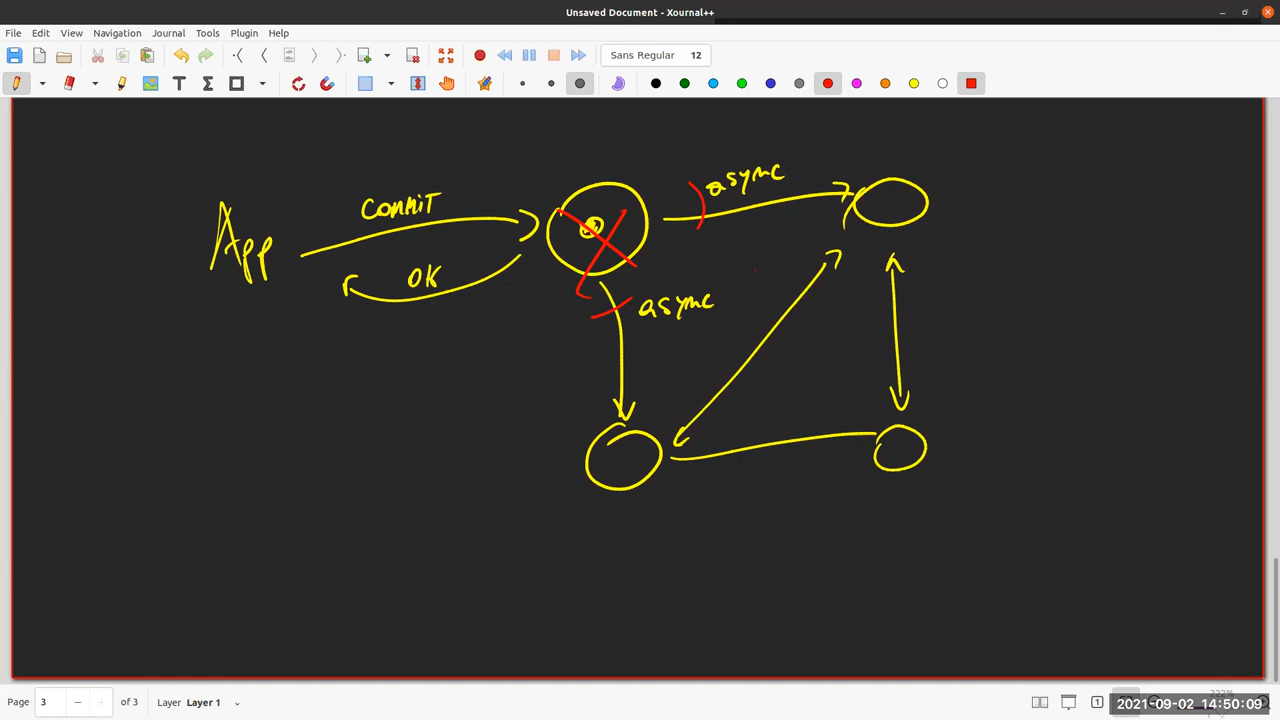 Unsaved Document - Xournal++
File Edit View Navigation Journal Tools Plugin Help
Sans Regular 12
App
COMMIT
OK
async
async
Page 3 of 3 Layer Layer 1
2021-09-02 14:50:09